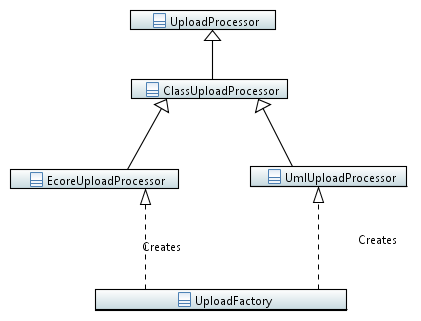 UploadProcessor
ClassUploadProcessor
EcoreUploadProcessor
UmlUploadProcessor
Creates
Creates
UploadFactory